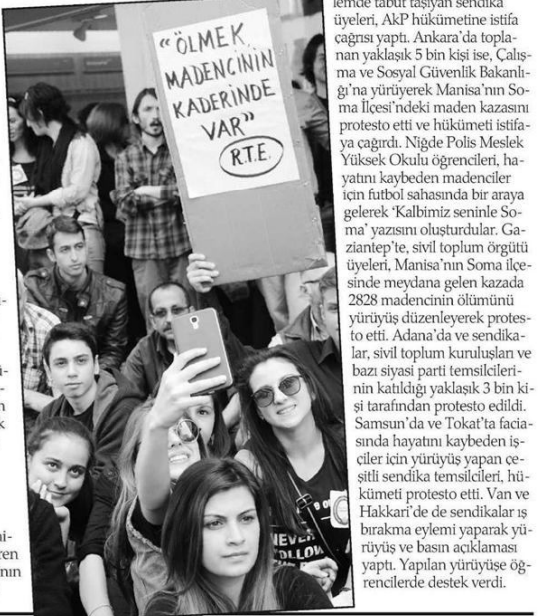 "ÖLMEK
MADENCİNİN
KADERİNDE
VAR"
R.T.E.
NEVER
FOLLOW
lemde tabut taşıyan sendika
üyeleri, AKP hükümetine istifa
çağrısı yaptı. Ankara'da topla-
nan yaklaşık 5 bin kişi ise, Çalış-
ma ve Sosyal Güvenlik Bakanlı-
ğı'na yürüyerek Manisa'nın So-
ma İlçesi'ndeki maden kazasını
protesto etti ve hükümeti istifa-
ya çağırdı. Niğde Polis Meslek
Yüksek Okulu öğrencileri, ha-
yatını kaybeden madenciler
için futbol sahasında bir araya
gelerek 'Kalbimiz seninle So-
ma' yazısını oluşturdular. Ga-
ziantep'te, sivil toplum örgütü
üyeleri, Manisa'nın Soma ilçe-
sinde meydana gelen kazada
2828 madencinin ölümünü
yürüyüş düzenleyerek protes-
to etti. Adana'da ve sendika-
lar, sivil toplum kuruluşları ve
bazı siyasi parti temsilcileri-
nin katıldığı yaklaşık 3 bin ki-
şi tarafından protesto edildi.
Samsun'da ve Tokat'ta facia-
sında hayatını kaybeden iş-
çiler için yürüyüş yapan çe-
şitli sendika temsilcileri, hü-
kümeti protesto etti. Van ve
Hakkari'de de sendikalar ış
bırakma eylemi yaparak yü-
rüyüş ve basın açıklaması
yaptı. Yapılan yürüyüşe öğ-
rencilerde destek verdi.